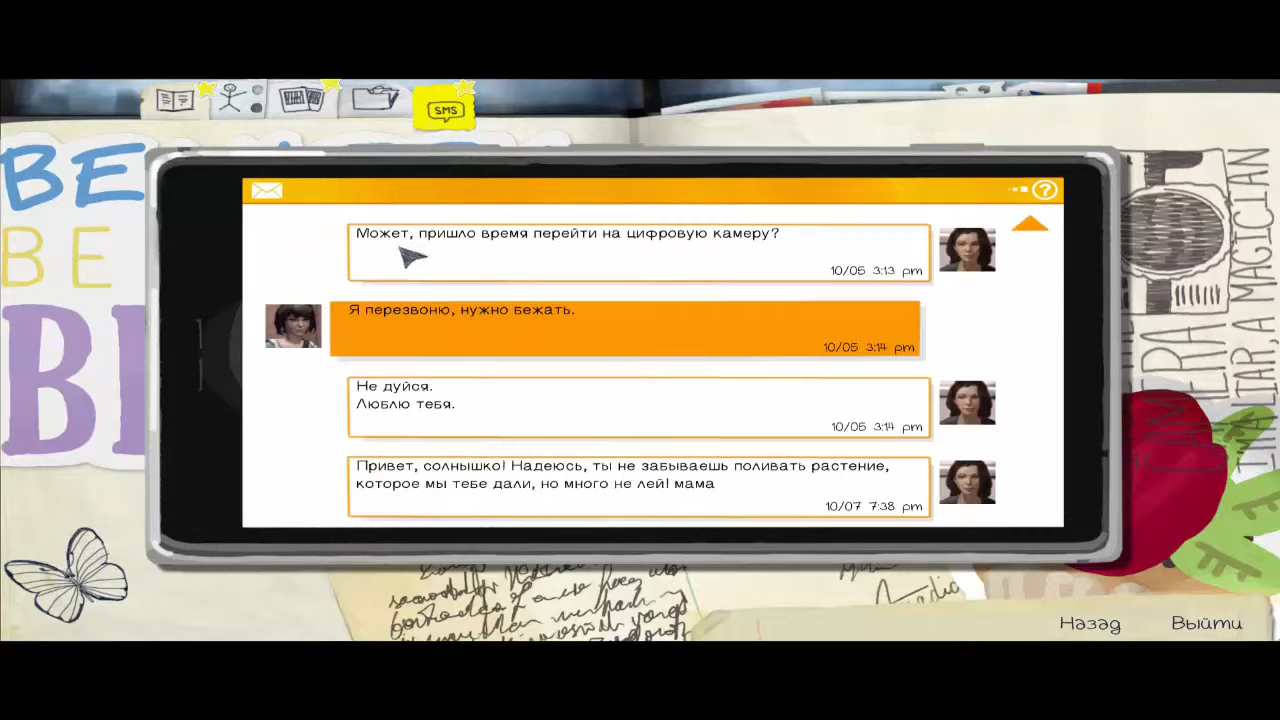 SMS
BE
BE
Может, пришло время перейти на цифровую камеру?
10/05 3:13 pm
Я перезвоню, нужно бежать.
10/05 3:14 pm
Не дуйся.
Люблю тебя.
10/05 3:14 pm
Привет, солнышко! Надеюсь, ты не забываешь поливать растение,
которое мы тебе дали, но много не лей! мама
10/07 7:38 pm
Назад Выйти